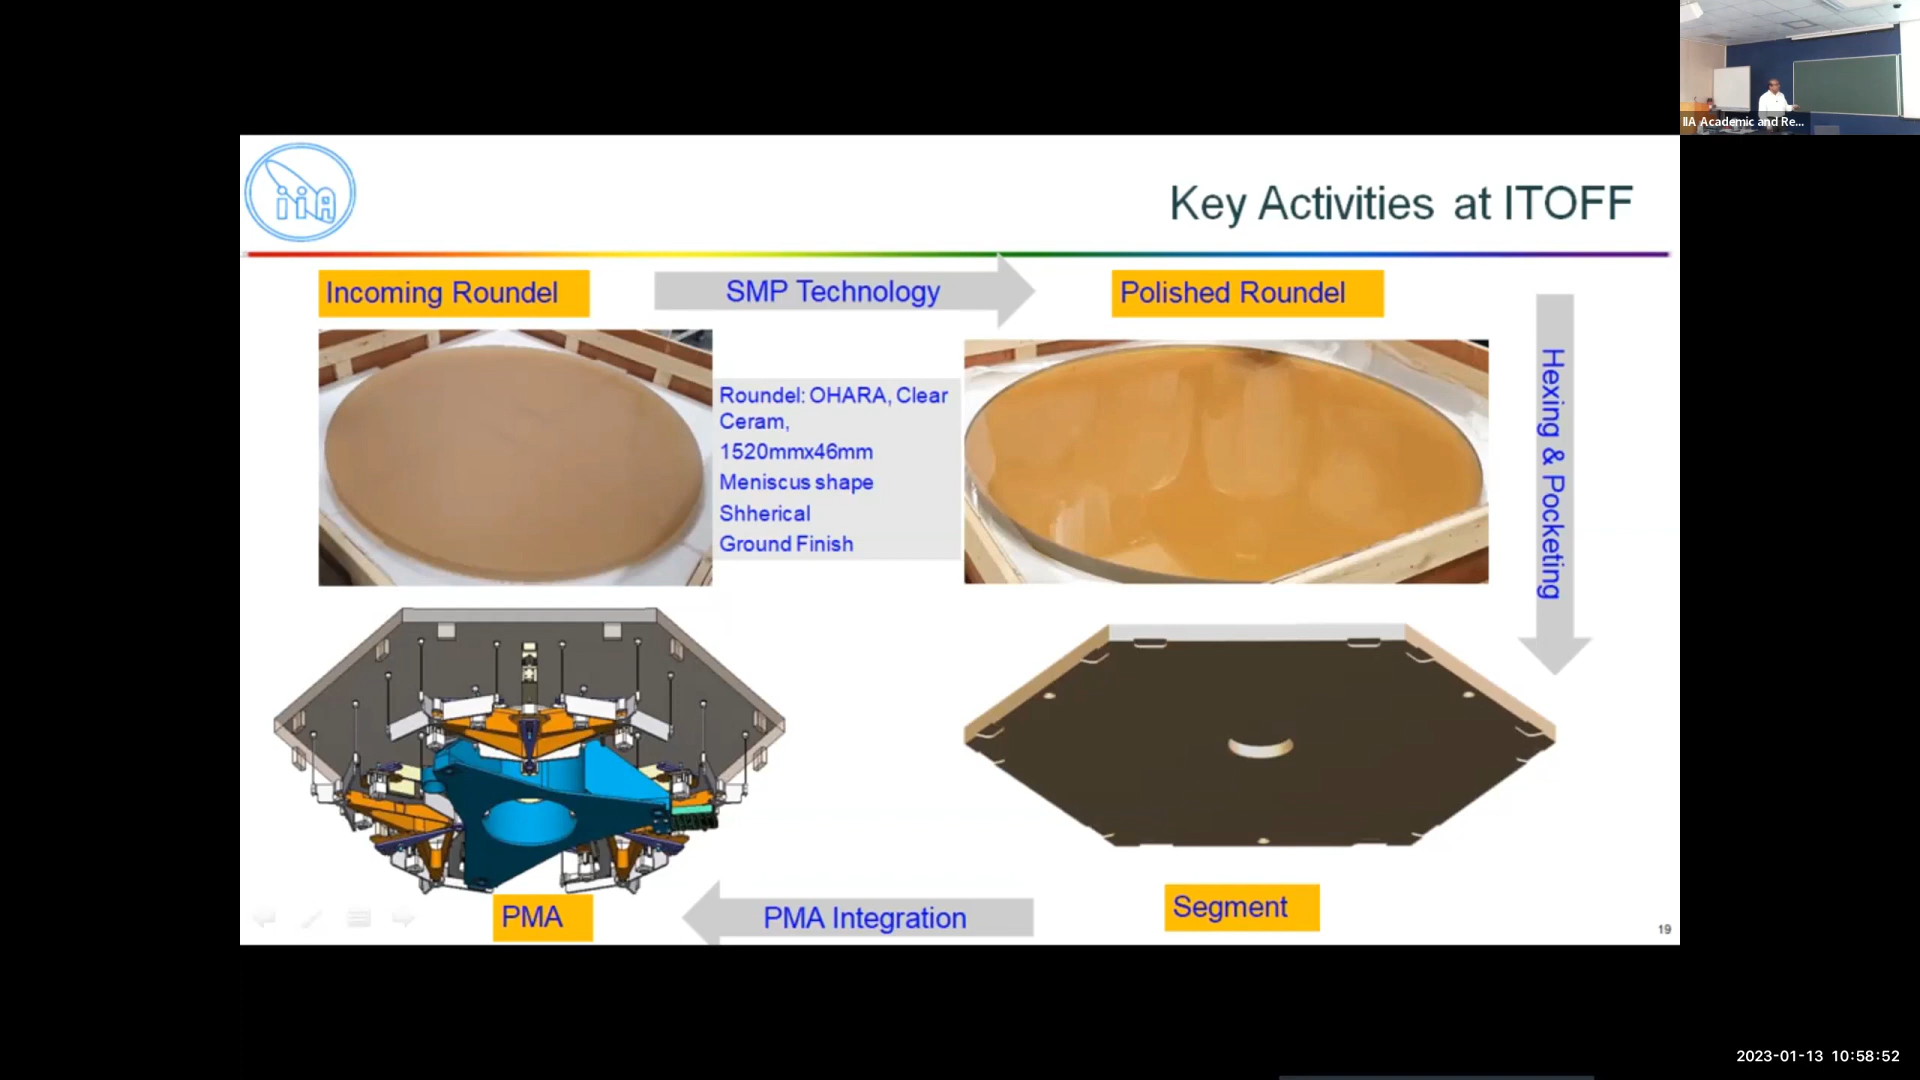 IIA Academic and Re...
iiA
Key Activities at ITOFF
Incoming Roundel
SMP Technology
Polished Roundel
Roundel: OHARA, Clear
Ceram,
1520mmx46mm
Meniscus shape
Shherical
Ground Finish
Hexing & Pocketing
PMA
PMA Integration
Segment
19
2023-01-13 10:58:52